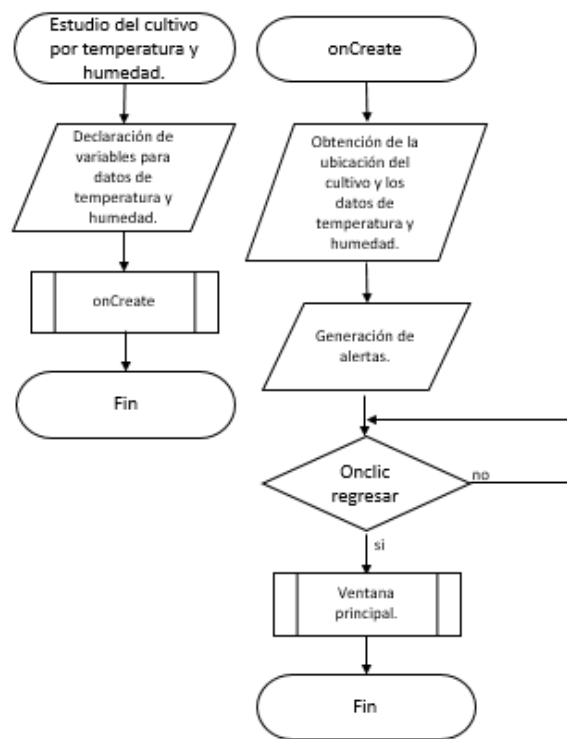 Estudio del cultivo
por temperatura y
humedad.
Declaración de
variables para
datos de
temperatura y
humedad.
onCreate
Fin
onCreate
Obtención de la
ubicación del
cultivo y los
datos de
temperatura y
humedad.
Generación de
alertas.
Onclic
regresar
no
si
Ventana
principal.
Fin